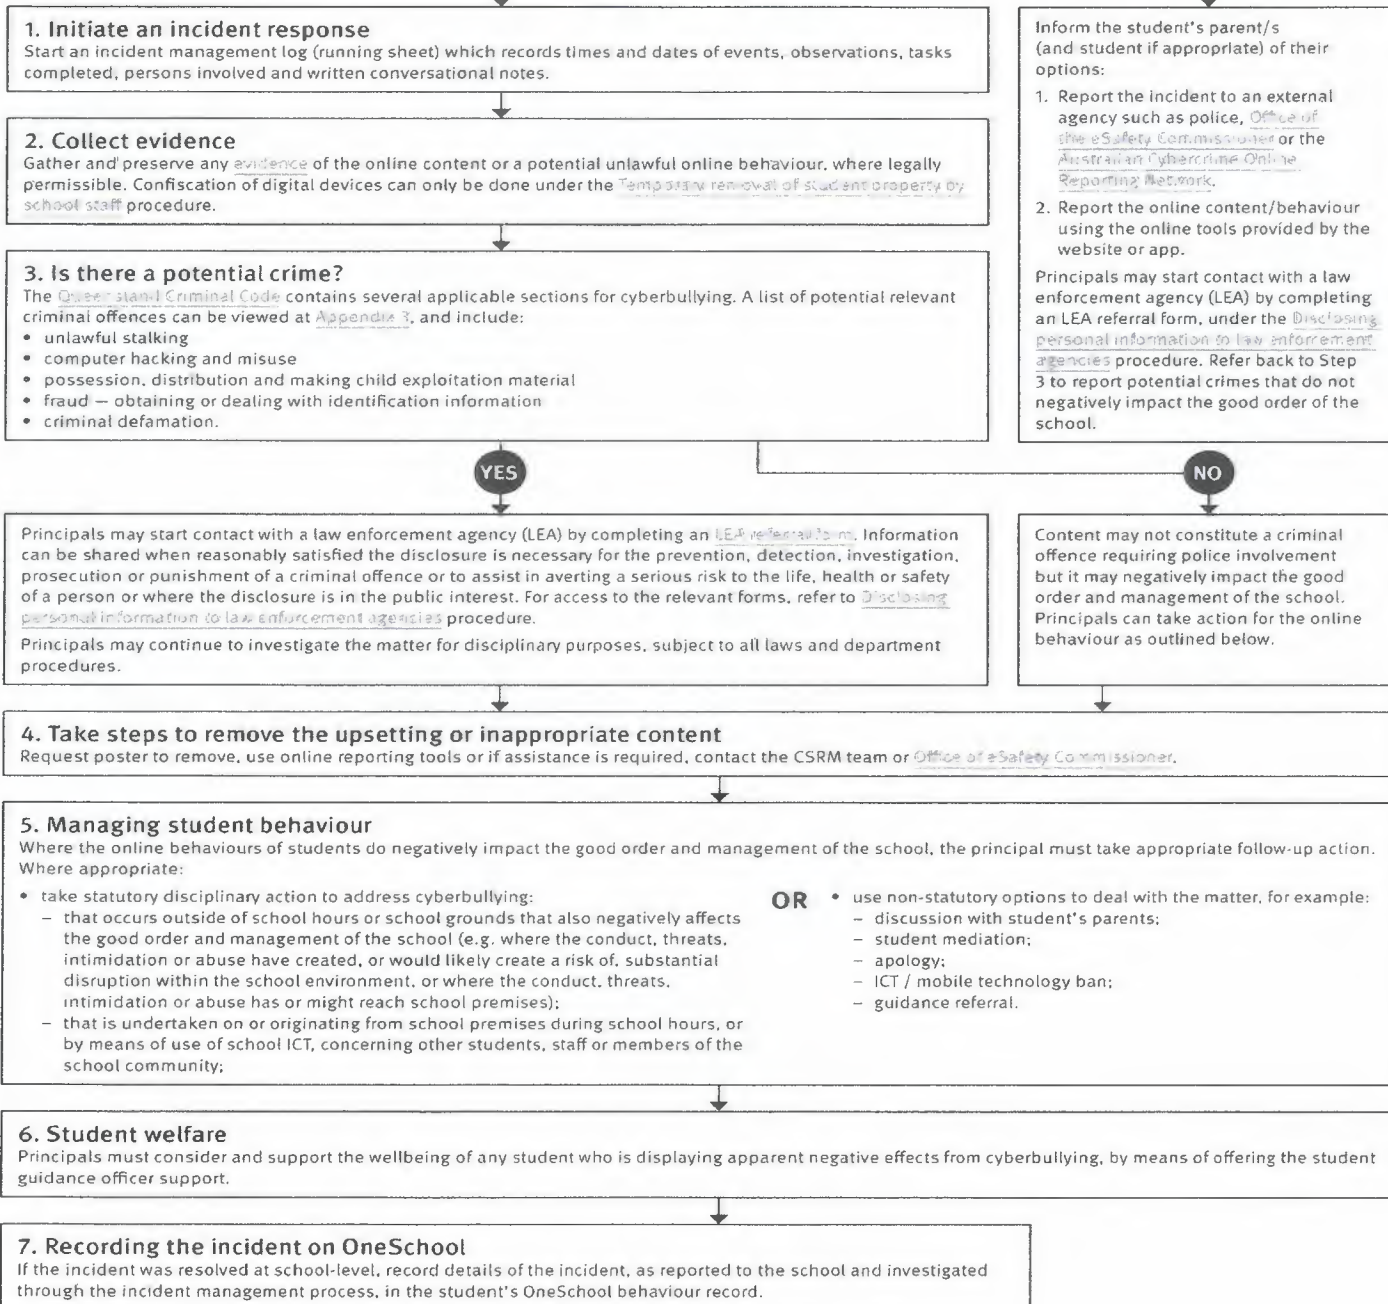 1. Initiate an incident response
Start an incident management log (running sheet) which records times and dates of events, observations, tasks
completed, persons involved and written conversational notes.
2. Collect evidence
Gather and preserve any evidence of the online content or a potential unlawful online behaviour, where legally
permissible. Confiscation of digital devices can only be done under the Temporary removal of student property by
school staff procedure.
3. Is there a potential crime?
The Queensland Criminal Code contains several applicable sections for cyberbullying. A list of potential relevant
criminal offences can be viewed at Appendix 3, and include:
• unlawful stalking
• computer hacking and misuse
• possession, distribution and making child exploitation material
• fraud — obtaining or dealing with identification information
• criminal defamation.
Inform the student's parent/s
(and student if appropriate) of their
options:
1. Report the incident to an external
agency such as police, Office of
the eSafety Commissioner or the
Australian Cybercrime Online
Reporting Network.
2. Report the online content/behaviour
using the online tools provided by the
website or app.
Principals may start contact with a law
enforcement agency (LEA) by completing
an LEA referral form, under the Disclosing
personal information to law enforcement
agencies procedure. Refer back to Step
3 to report potential crimes that do not
negatively impact the good order of the
school.
YES
NO
Principals may start contact with a law enforcement agency (LEA) by completing an LEA referral form. Information
can be shared when reasonably satisfied the disclosure is necessary for the prevention, detection, investigation,
prosecution or punishment of a criminal offence or to assist in averting a serious risk to the life, health or safety
of a person or where the disclosure is in the public interest. For access to the relevant forms, refer to Disclosing
personal information to law enforcement agencies procedure.
Principals may continue to investigate the matter for disciplinary purposes, subject to all laws and department
procedures.
Content may not constitute a criminal
offence requiring police involvement
but it may negatively impact the good
order and management of the school.
Principals can take action for the online
behaviour as outlined below.
4. Take steps to remove the upsetting or inappropriate content
Request poster to remove, use online reporting tools or if assistance is required, contact the CSRM team or Office of eSafety Commissioner.
5. Managing student behaviour
Where the online behaviours of students do negatively impact the good order and management of the school, the principal must take appropriate follow-up action.
Where appropriate:
• take statutory disciplinary action to address cyberbullying:
– that occurs outside of school hours or school grounds that also negatively affects
the good order and management of the school (e.g. where the conduct, threats,
intimidation or abuse have created, or would likely create a risk of, substantial
disruption within the school environment, or where the conduct, threats,
intimidation or abuse has or might reach school premises);
– that is undertaken on or originating from school premises during school hours, or
by means of use of school ICT, concerning other students, staff or members of the
school community;
OR
• use non-statutory options to deal with the matter, for example:
– discussion with student's parents;
– student mediation;
– apology;
– ICT / mobile technology ban;
– guidance referral.
6. Student welfare
Principals must consider and support the wellbeing of any student who is displaying apparent negative effects from cyberbullying, by means of offering the student
guidance officer support.
7. Recording the incident on OneSchool
If the incident was resolved at school-level, record details of the incident, as reported to the school and investigated
through the incident management process, in the student's OneSchool behaviour record.